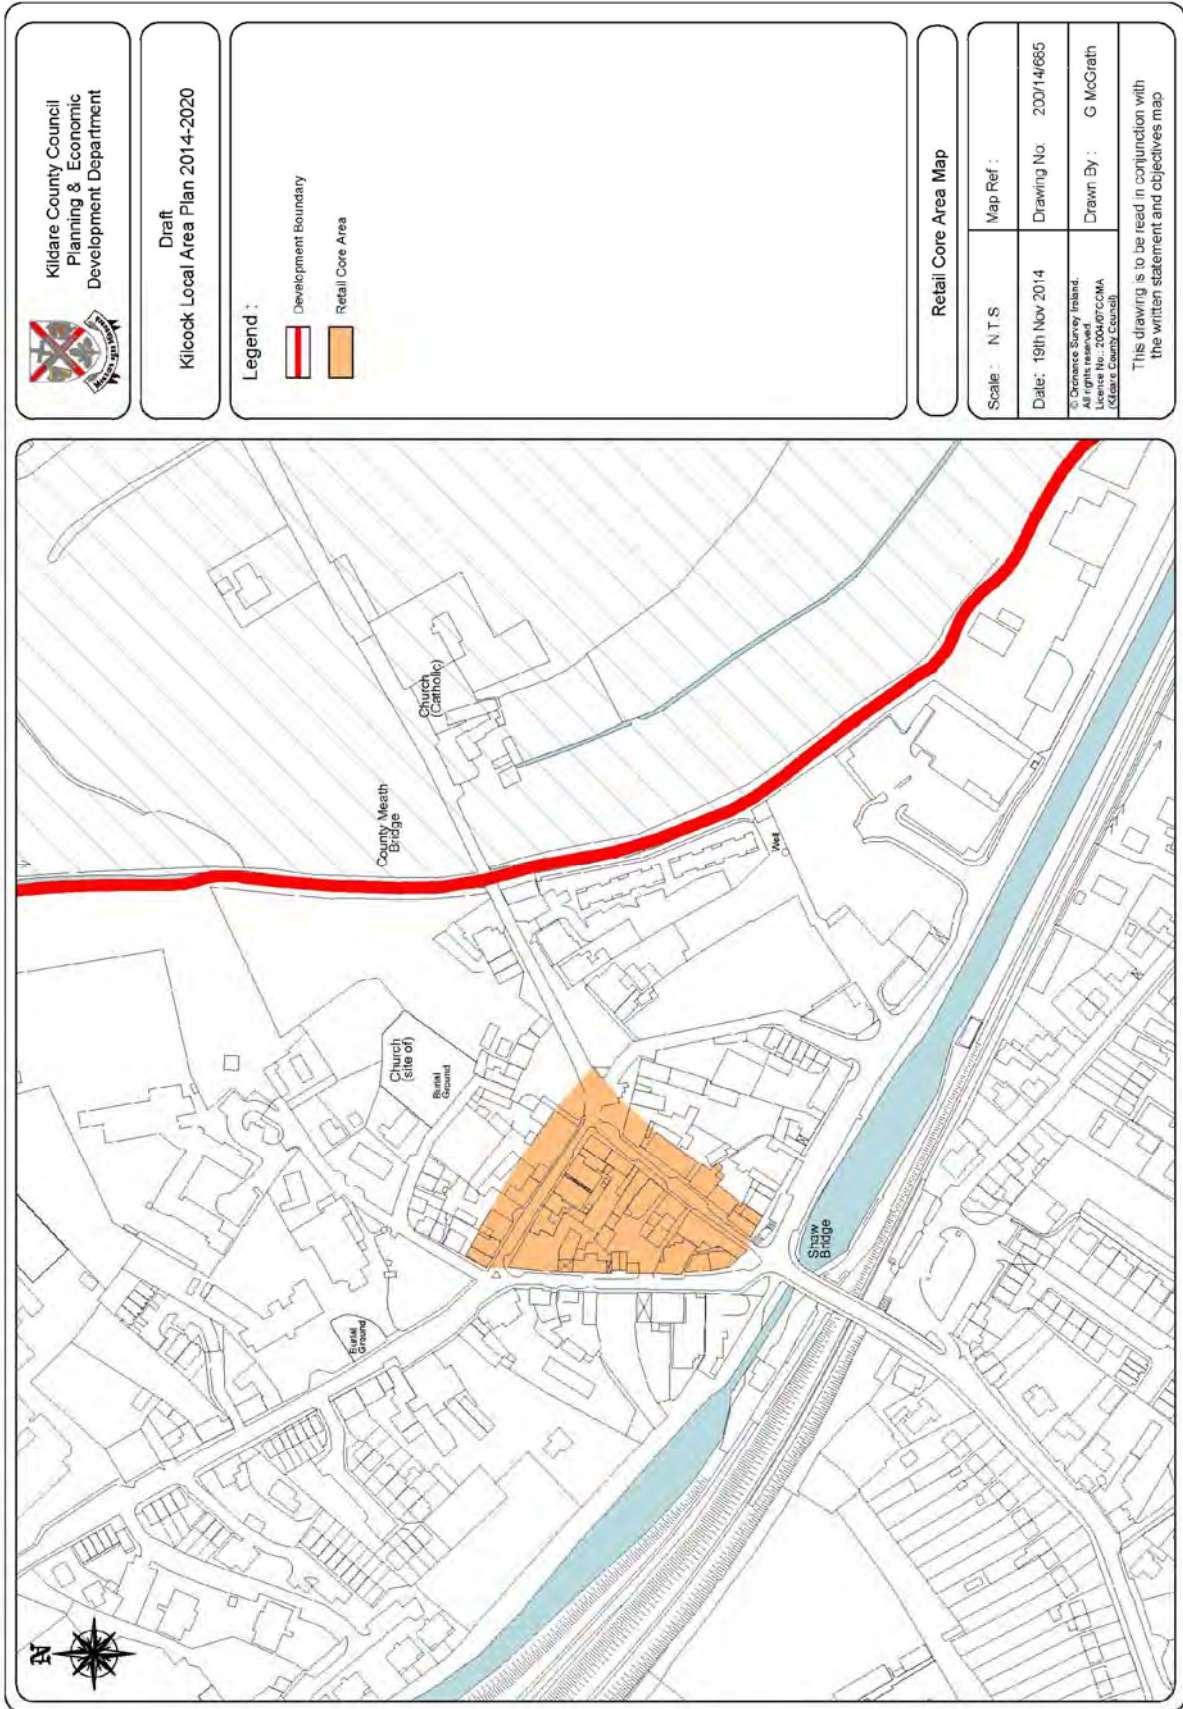 Kildare County Council
Planning & Economic
Development Department
Draft
Kilcock Local Area Plan 2014-2020
Legend :
Development Boundary
Retail Core Area
Retail Core Area Map
Scale : N.T.S
Map Ref :
Date: 19th Nov 2014
Drawing No: 200/14/685
© Ordnance Survey Ireland.
All rights reserved.
Licence No.: 2004/07CCMA
(Kildare County Council)
Drawn By : G McGrath
This drawing is to be read in conjunction with
the written statement and objectives map
County Meath
Bridge
Church
(Catholic)
Church
(site of)
Burial
Ground
Burial
Ground
Well
Shaw
Bridge